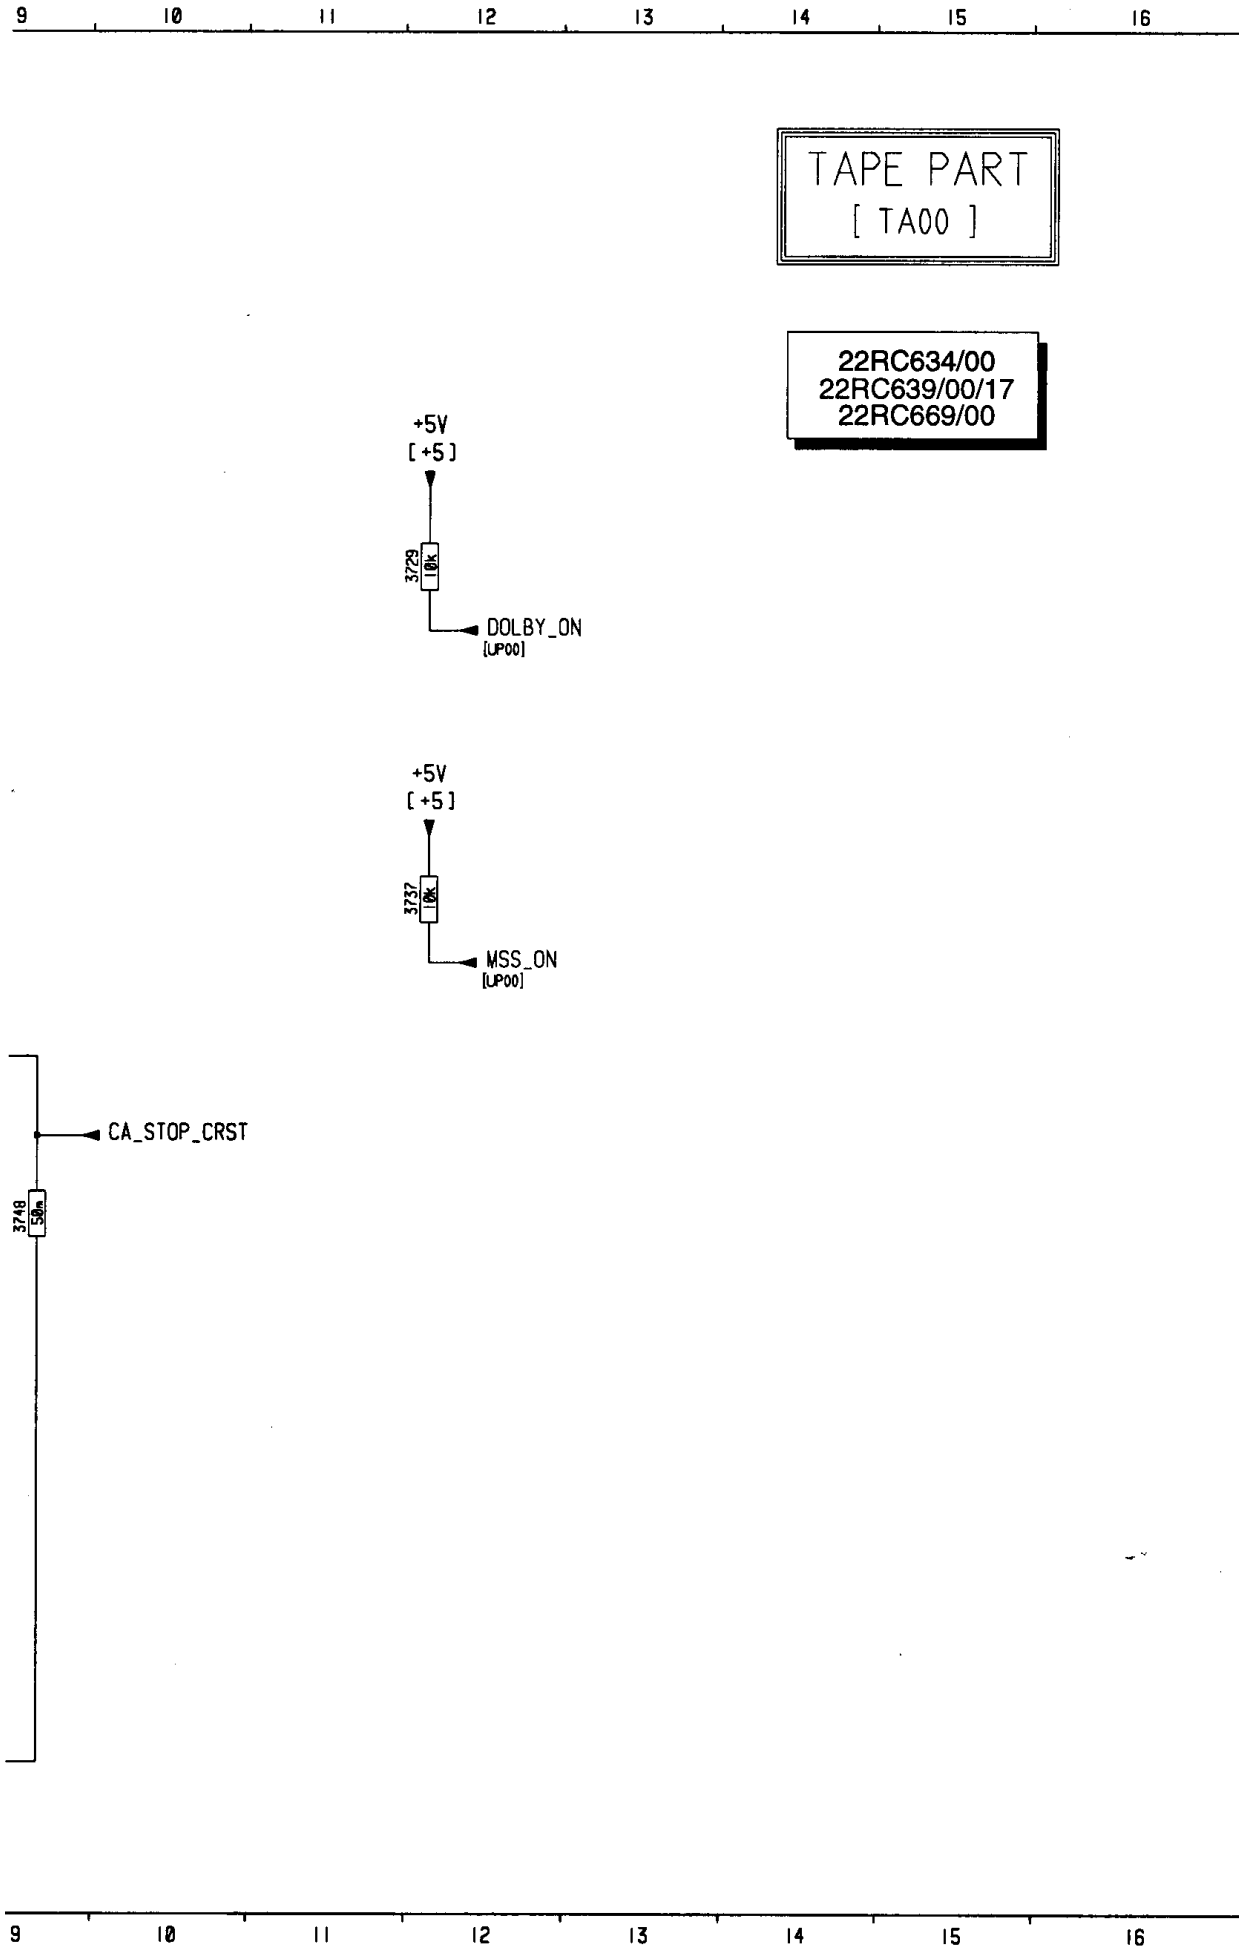 9 10 11 12 13 14 15 16
TAPE PART
[ TA00 ]
22RC634/00
22RC639/00/17
22RC669/00
+5V
[ +5 ]
3729
10k
DOLBY_ON
[UP00]
+5V
[ +5 ]
3737
10k
MSS_ON
[UP00]
CA_STOP_CRST
3748
50m
9 10 11 12 13 14 15 16